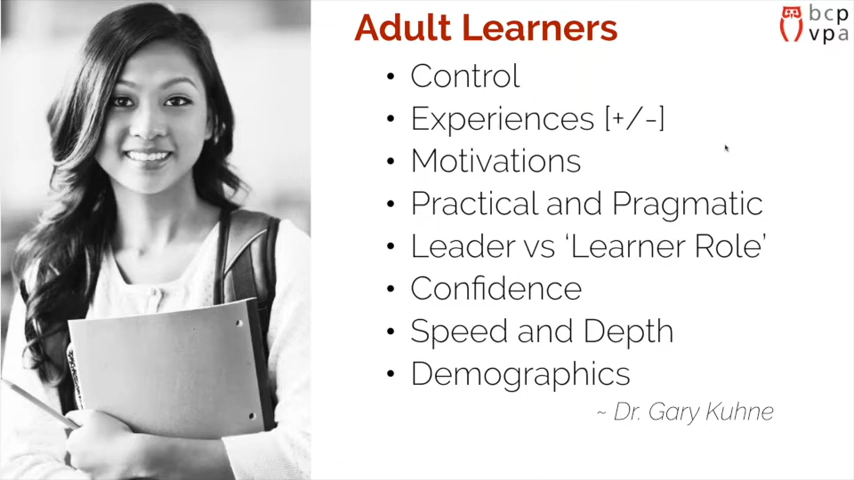 Adult Learners
bcp
vpa
• Control
• Experiences [+/-]
• Motivations
• Practical and Pragmatic
• Leader vs ‘Learner Role’
• Confidence
• Speed and Depth
• Demographics
~ Dr. Gary Kuhne